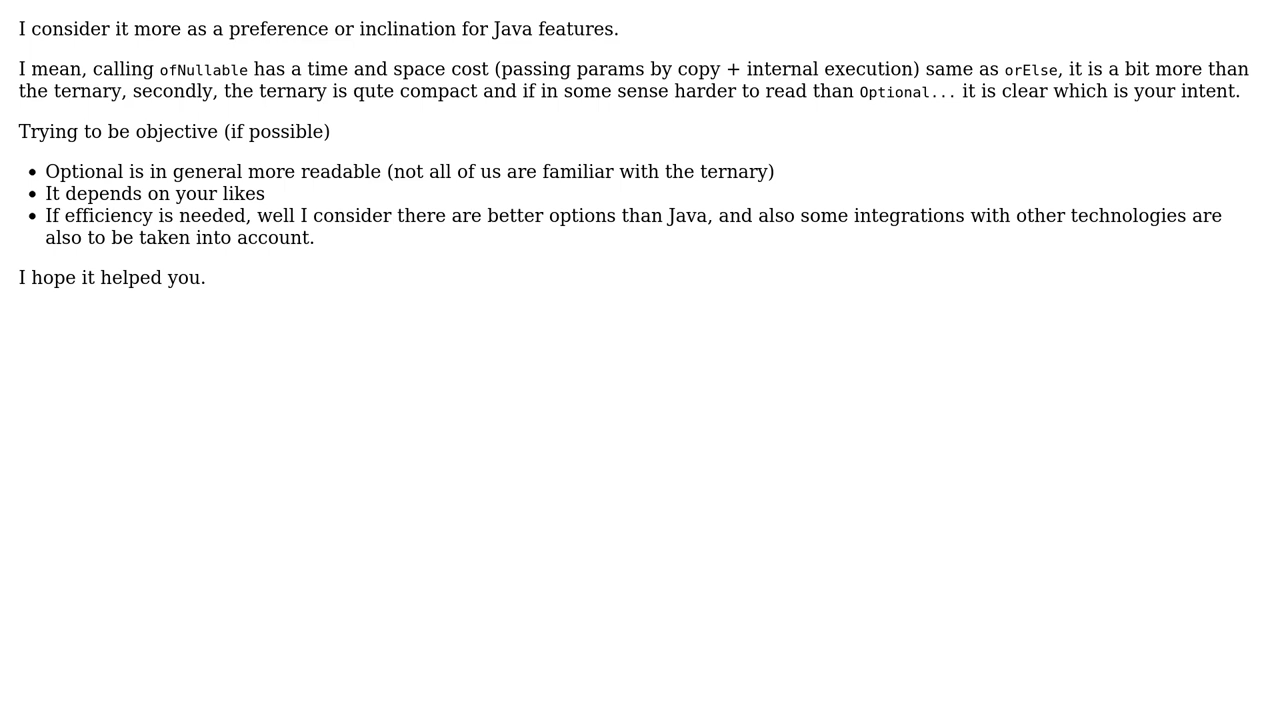 I consider it more as a preference or inclination for Java features.
I mean, calling ofNullable has a time and space cost (passing params by copy + internal execution) same as orElse, it is a bit more than
the ternary, secondly, the ternary is qute compact and if in some sense harder to read than Optional... it is clear which is your intent.
Trying to be objective (if possible)
• Optional is in general more readable (not all of us are familiar with the ternary)
• It depends on your likes
• If efficiency is needed, well I consider there are better options than Java, and also some integrations with other technologies are
also to be taken into account.
I hope it helped you.